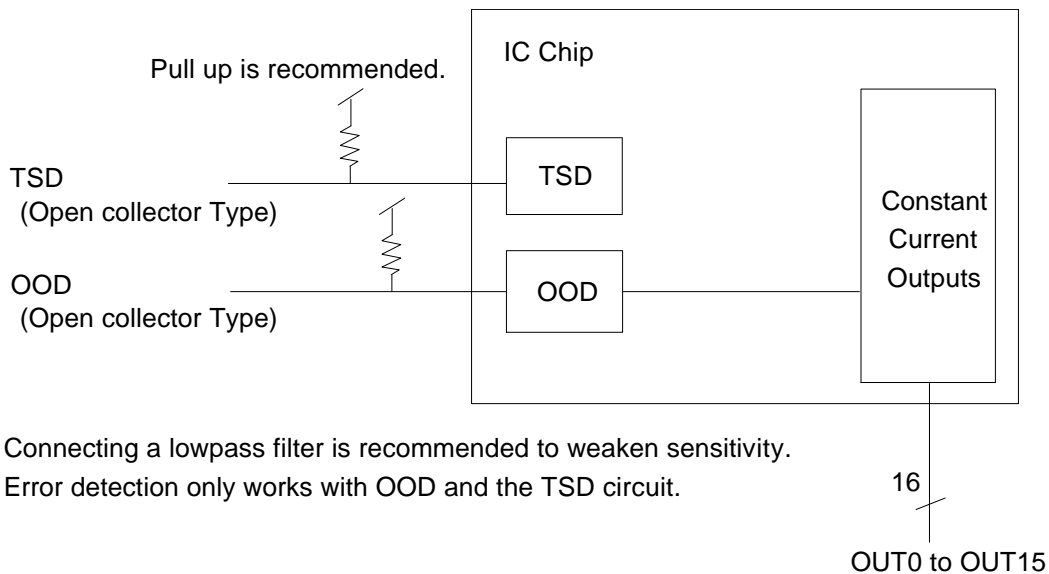 IC Chip
Pull up is recommended.
TSD
(Open collector Type)
TSD
Constant
Current
Outputs
OOD
(Open collector Type)
OOD
Connecting a lowpass filter is recommended to weaken sensitivity.
Error detection only works with OOD and the TSD circuit.
16
OUT0 to OUT15